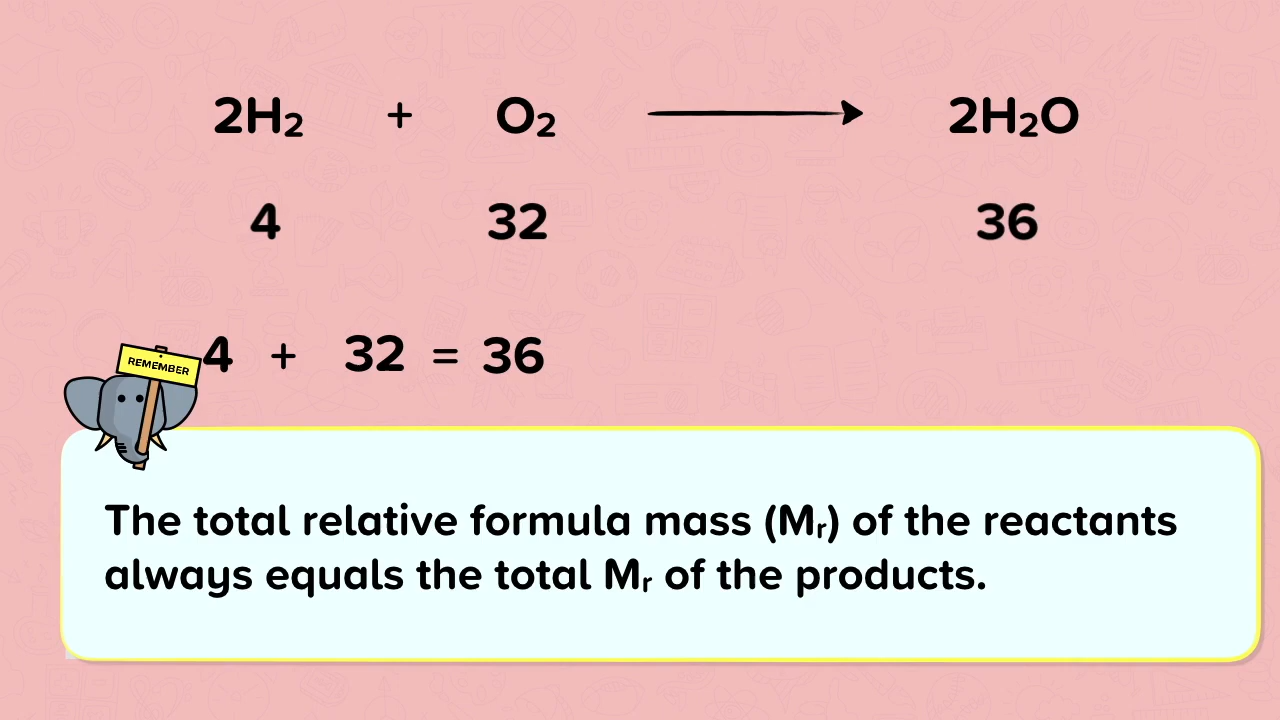 2H₂ + O₂ ⟶ 2H₂O
4 32 36
4 + 32 = 36
REMEMBER
The total relative formula mass (Mᵣ) of the reactants
always equals the total Mᵣ of the products.